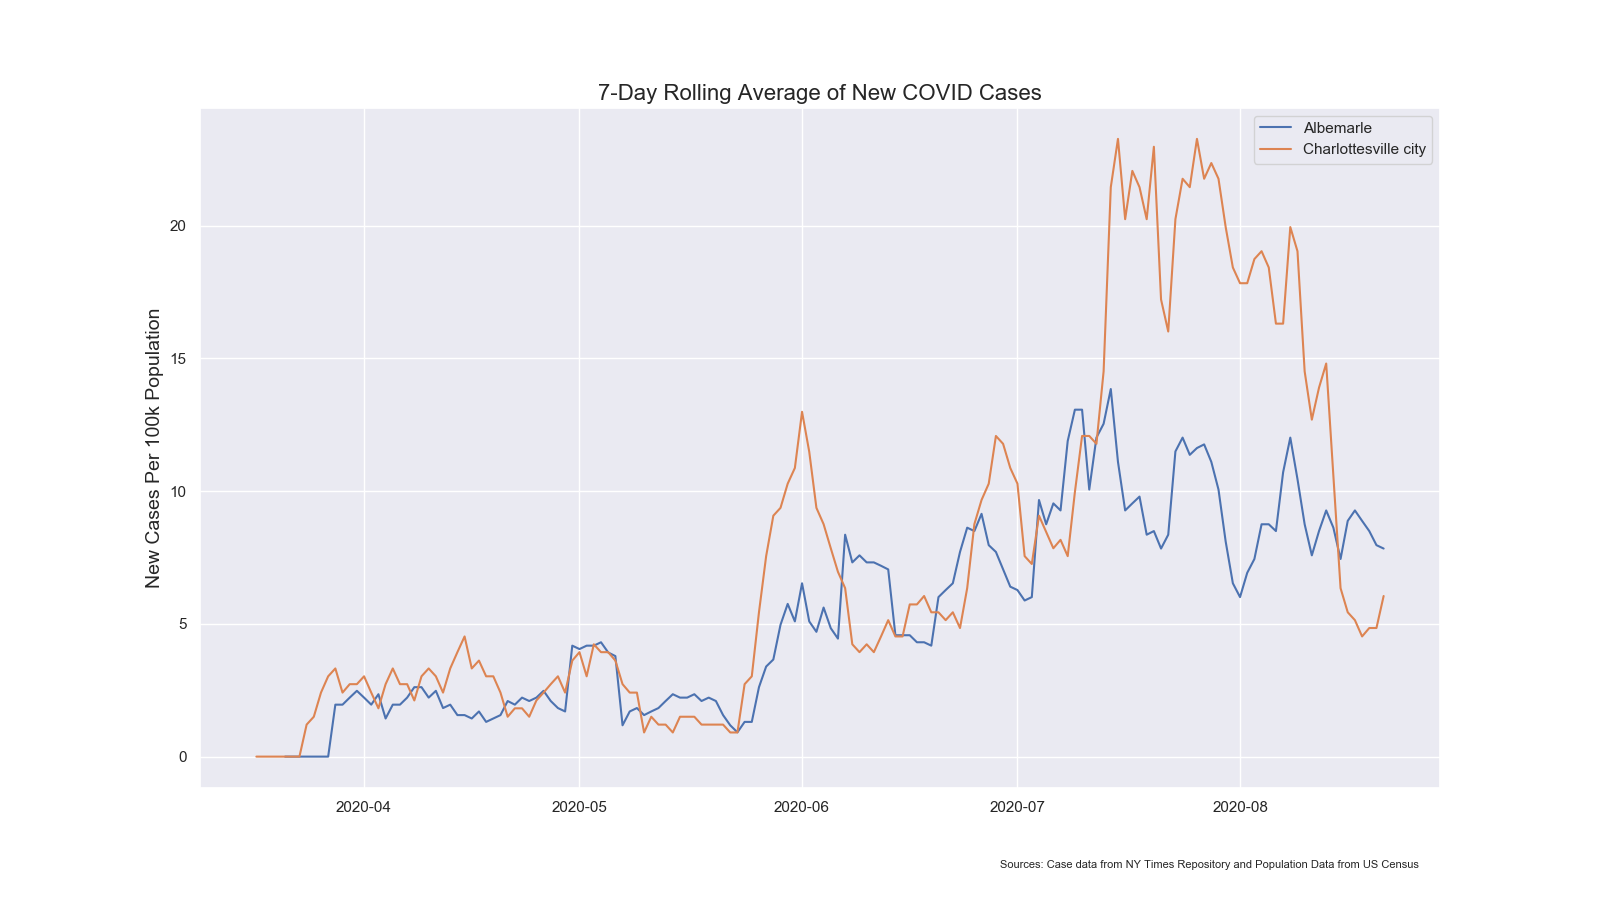 7-Day Rolling Average of New COVID Cases
Albemarle
Charlottesville city
New Cases Per 100k Population
20
15
10
5
0
2020-04
2020-05
2020-06
2020-07
2020-08
Sources: Case data from NY Times Repository and Population Data from US Census